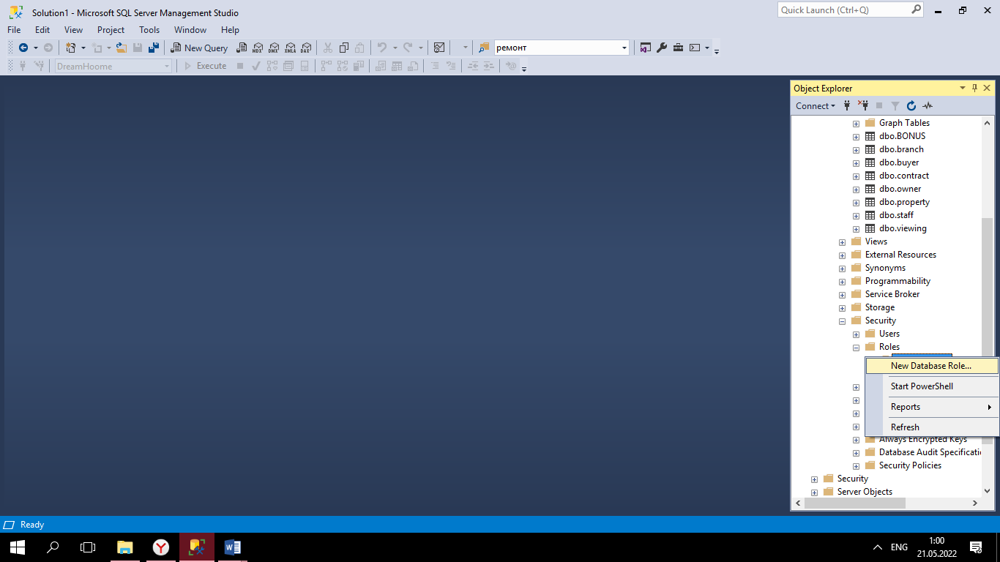 Solution1 - Microsoft SQL Server Management Studio
Quick Launch (Ctrl+Q)
File Edit View Project Tools Window Help
New Query MDX DMX XMLA DAX ремонт
DreamHoome Execute
Object Explorer
Connect
Graph Tables
dbo.BONUS
dbo.branch
dbo.buyer
dbo.contract
dbo.owner
dbo.property
dbo.staff
dbo.viewing
Views
External Resources
Synonyms
Programmability
Service Broker
Storage
Security
Users
Roles
New Database Role...
Start PowerShell
Reports
Refresh
Always Encrypted Keys
Database Audit Specificati
Security Policies
Security
Server Objects
Ready
ENG
1:00
21.05.2022